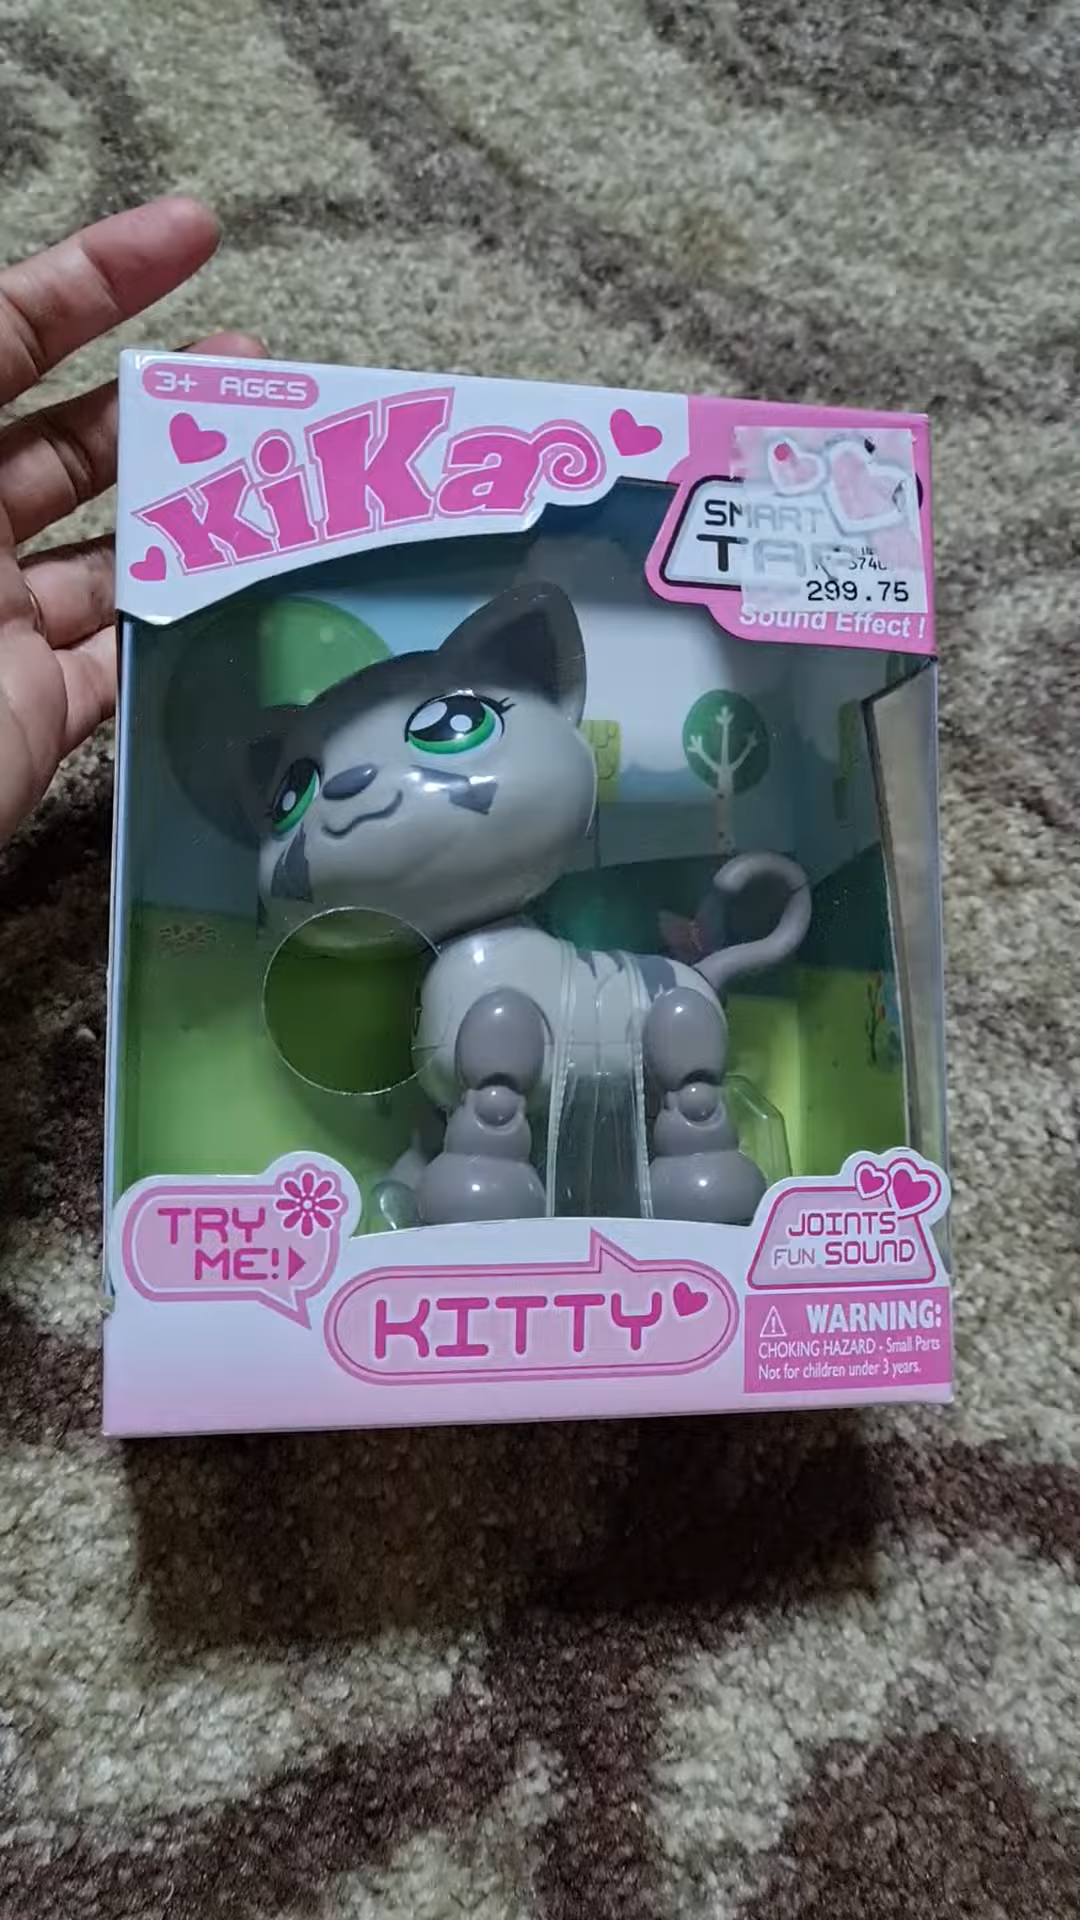 3+ AGES
KiKa
SMART
TAP
299.75
Sound Effect !
TRY
ME!
KITTY
JOINTS
FUN SOUND
WARNING:
CHOKING HAZARD - Small Parts
Not for children under 3 years.